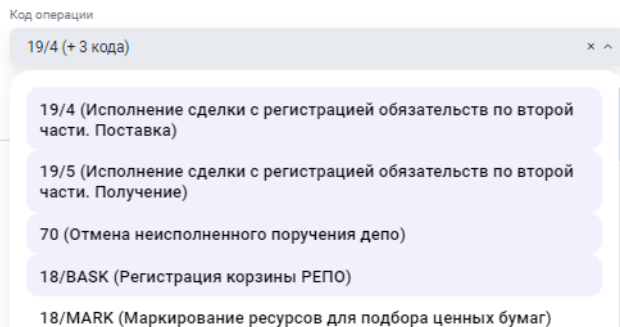 Код операции
19/4 (+ 3 кода)
19/4 (Исполнение сделки с регистрацией обязательств по второй
части. Поставка)
19/5 (Исполнение сделки с регистрацией обязательств по второй
части. Получение)
70 (Отмена неисполненного поручения депо)
18/BASK (Регистрация корзины РЕПО)
18/MARK (Маркирование ресурсов для подбора ценных бумаг)